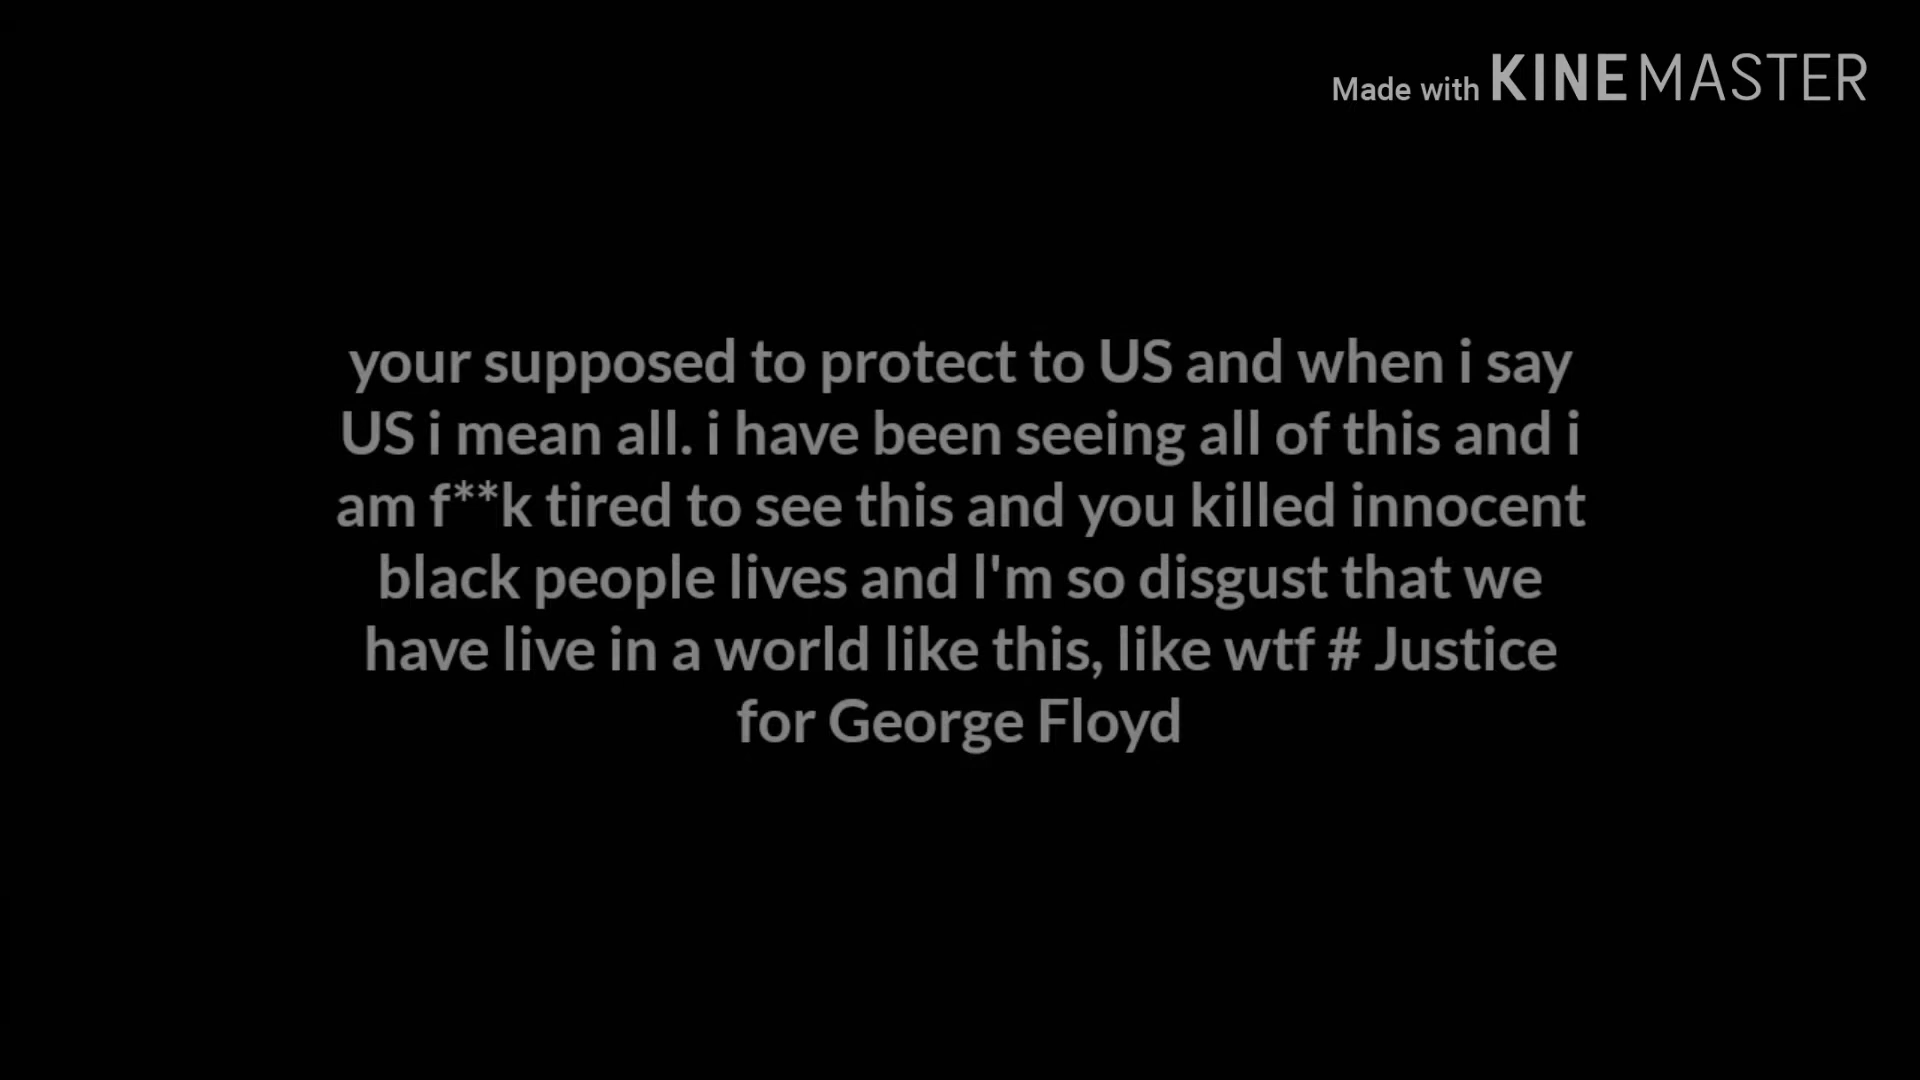 Made with KINEMASTER
your supposed to protect to US and when i say
US i mean all. i have been seeing all of this and i
am f**k tired to see this and you killed innocent
black people lives and I'm so disgust that we
have live in a world like this, like wtf # Justice
for George Floyd